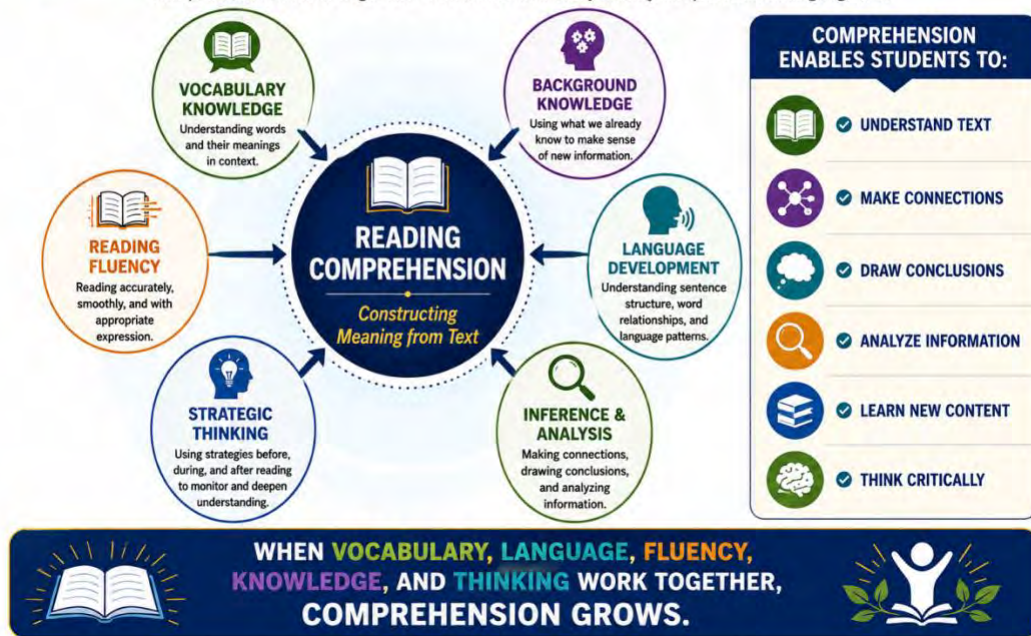 VOCABULARY
KNOWLEDGE
Understanding words
and their meanings
in context.
BACKGROUND
KNOWLEDGE
Using what we already
know to make sense
of new information.
READING
FLUENCY
Reading accurately,
smoothly, and with
appropriate
expression.
READING
COMPREHENSION
Constructing
Meaning from Text
LANGUAGE
DEVELOPMENT
Understanding sentence
structure, word
relationships, and
language patterns.
STRATEGIC
THINKING
Using strategies before,
during, and after reading
to monitor and deepen
understanding.
INFERENCE &
ANALYSIS
Making connections,
drawing conclusions,
and analyzing
information.
COMPREHENSION
ENABLES STUDENTS TO:
UNDERSTAND TEXT
MAKE CONNECTIONS
DRAW CONCLUSIONS
ANALYZE INFORMATION
LEARN NEW CONTENT
THINK CRITICALLY
WHEN VOCABULARY, LANGUAGE, FLUENCY,
KNOWLEDGE, AND THINKING WORK TOGETHER,
COMPREHENSION GROWS.